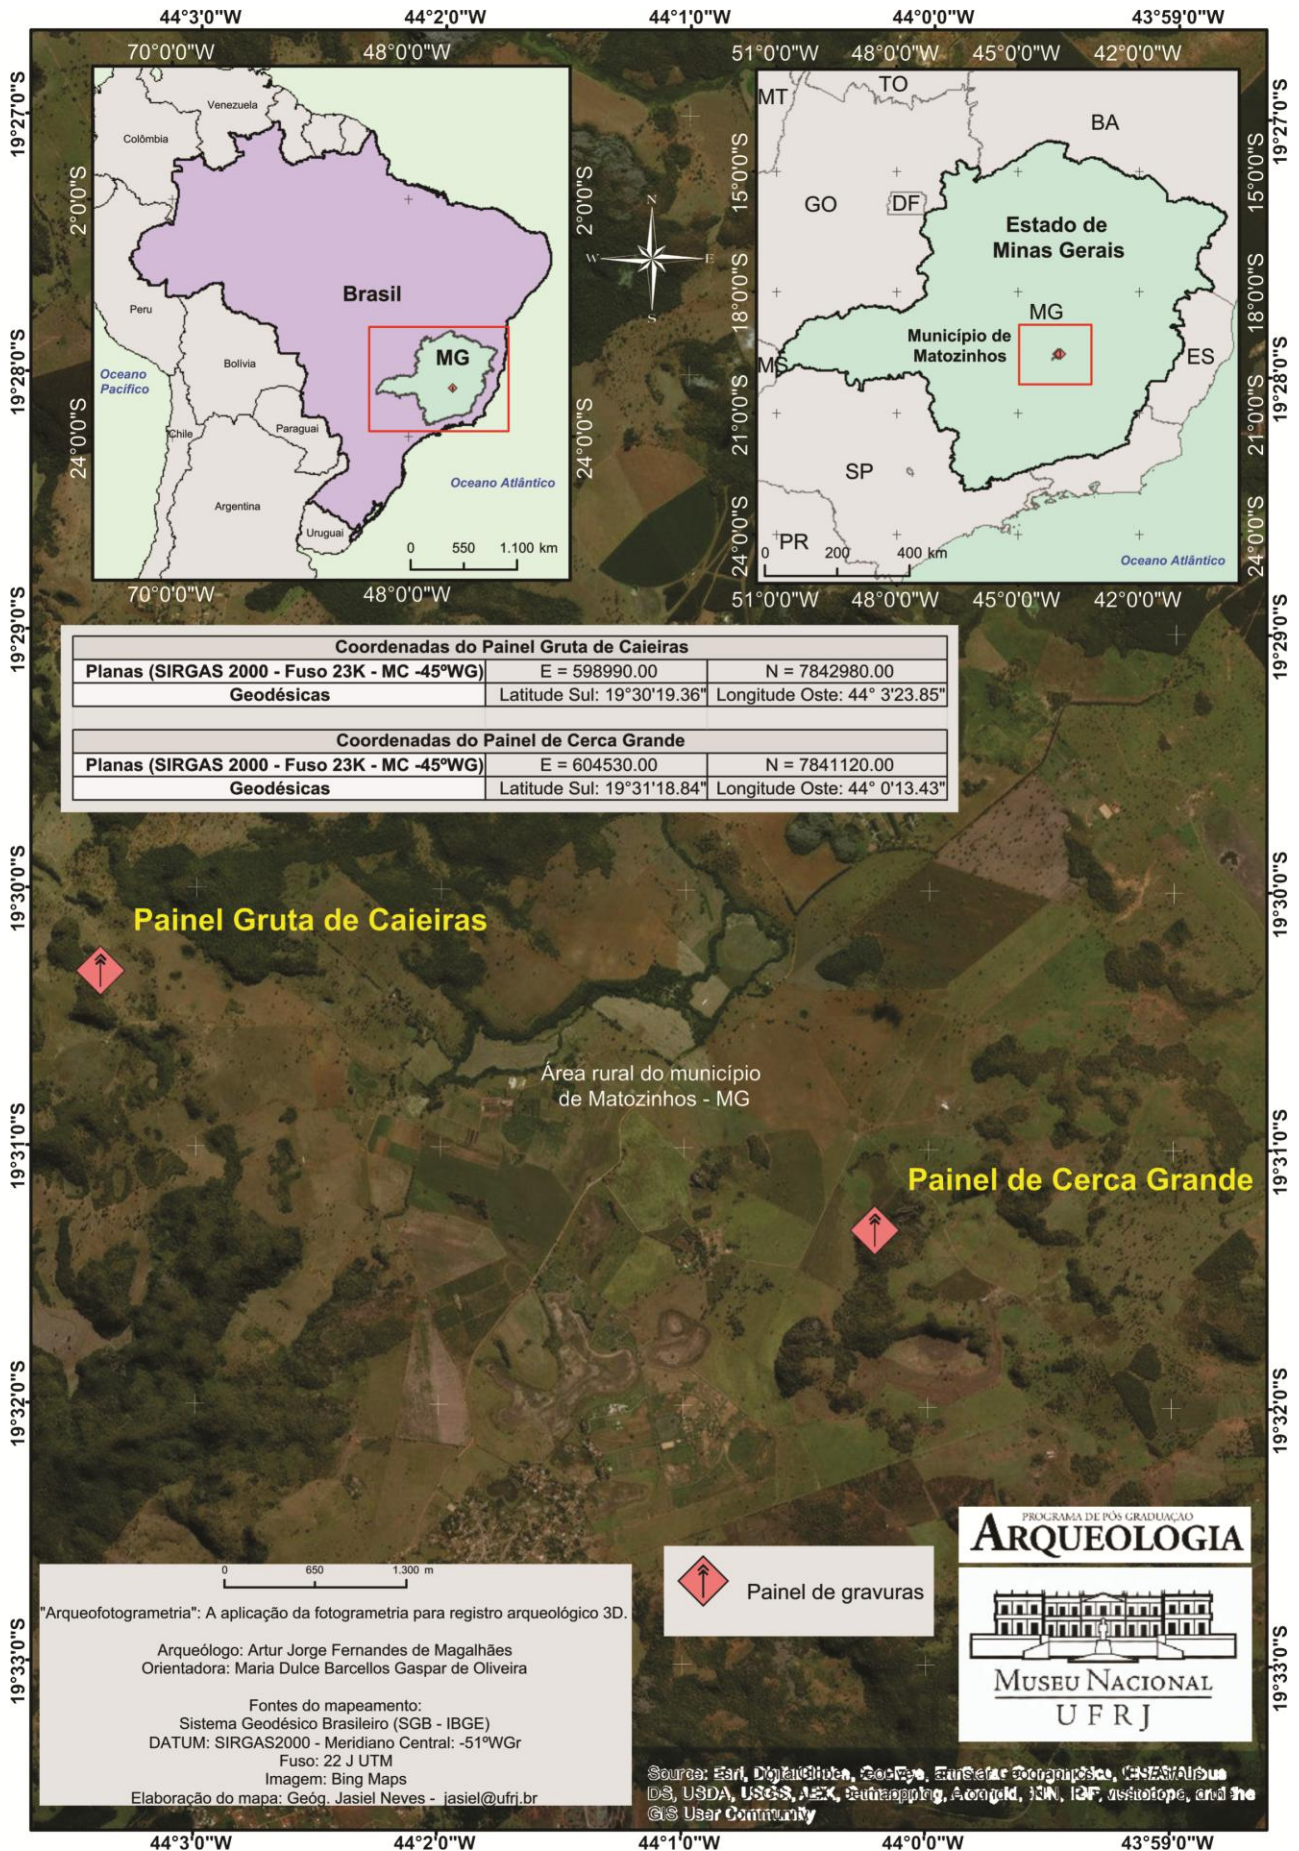 44°3'0"W 44°2'0"W 44°1'0"W 44°0'0"W 43°59'0"W
70°0'0"W 48°0'0"W
51°0'0"W 48°0'0"W 45°0'0"W 42°0'0"W
19°27'0"S
19°28'0"S
19°29'0"S
19°30'0"S
19°31'0"S
19°32'0"S
19°33'0"S
2°0'0"S
24°0'0"S
Venezuela
Colômbia
Brasil
Peru
Bolívia
MG
Oceano
Pacífico
Chile
Paraguai
Oceano Atlântico
Argentina
Uruguai
0 550 1.100 km
2°0'0"S
24°0'0"S
70°0'0"W 48°0'0"W
N
W E
S
15°0'0"S
18°0'0"S
21°0'0"S
24°0'0"S
MT
TO
BA
GO
DF
Estado de
Minas Gerais
MG
Município de
Matozinhos
MS
ES
SP
PR
0 200 400 km
Oceano Atlântico
15°0'0"S
18°0'0"S
21°0'0"S
24°0'0"S
51°0'0"W 48°0'0"W 45°0'0"W 42°0'0"W
19°27'0"S
19°28'0"S
19°29'0"S
19°30'0"S
19°31'0"S
19°32'0"S
19°33'0"S
Coordenadas do Painel Gruta de Caieiras
Planas (SIRGAS 2000 - Fuso 23K - MC -45ºWG) E = 598990.00 N = 7842980.00
Geodésicas Latitude Sul: 19°30'19.36" Longitude Oste: 44° 3'23.85"
Coordenadas do Painel de Cerca Grande
Planas (SIRGAS 2000 - Fuso 23K - MC -45ºWG) E = 604530.00 N = 7841120.00
Geodésicas Latitude Sul: 19°31'18.84" Longitude Oste: 44° 0'13.43"
Painel Gruta de Caieiras
Área rural do município
de Matozinhos - MG
Painel de Cerca Grande
0 650 1.300 m
"Arqueofotogrametria": A aplicação da fotogrametria para registro arqueológico 3D.
Arqueólogo: Artur Jorge Fernandes de Magalhães
Orientadora: Maria Dulce Barcellos Gaspar de Oliveira
Fontes do mapeamento:
Sistema Geodésico Brasileiro (SGB - IBGE)
DATUM: SIRGAS2000 - Meridiano Central: -51ºWGr
Fuso: 22 J UTM
Imagem: Bing Maps
Elaboração do mapa: Geóg. Jasiel Neves - jasiel@ufrj.br
Painel de gravuras
PROGRAMA DE PÓS GRADUAÇÃO
ARQUEOLOGIA
MUSEU NACIONAL
UFRJ
Source: Esri,
DS, USDA, USGS, AEX,
GIS User Community
44°3'0"W 44°2'0"W 44°1'0"W 44°0'0"W 43°59'0"W